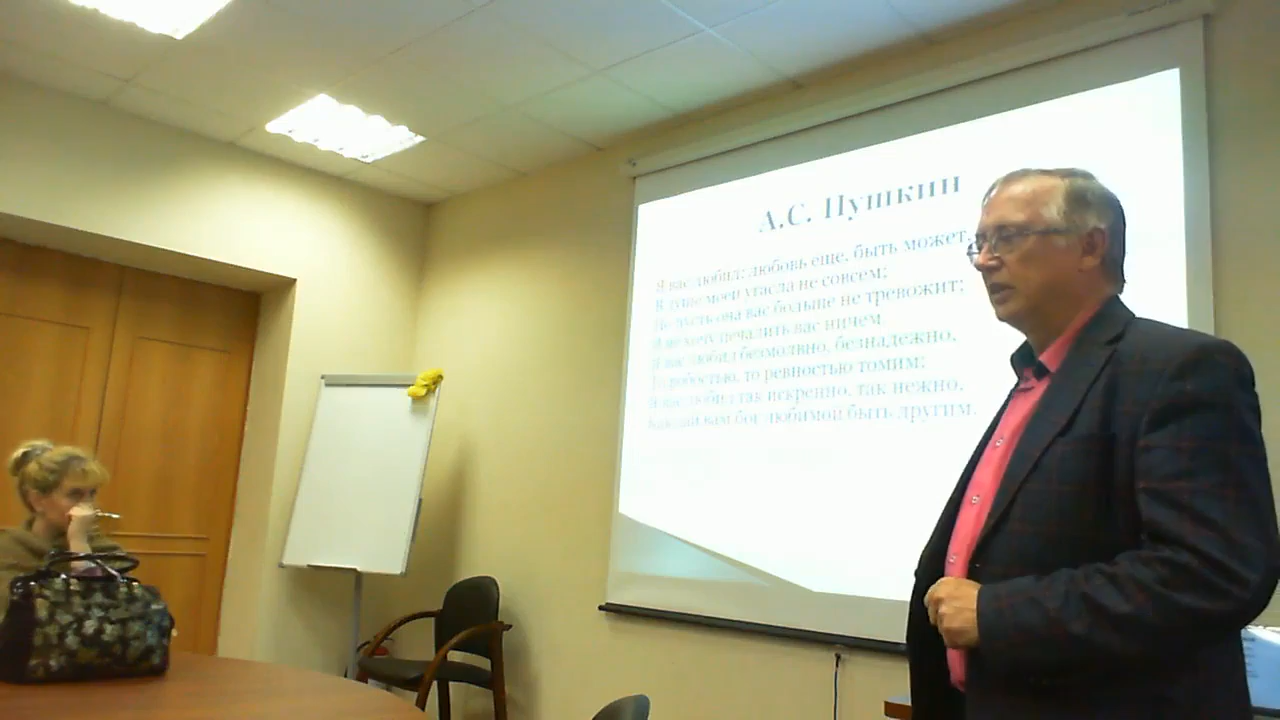 А.С. Пушкин
Я вас любил: любовь еще, быть может,
В душе моей угасла не совсем;
Но пусть она вас больше не тревожит;
Я не хочу печалить вас ничем.
Я вас любил безмолвно, безнадежно,
То робостью, то ревностью томим;
Я вас любил так искренно, так нежно,
Как дай вам бог любимой быть другим.